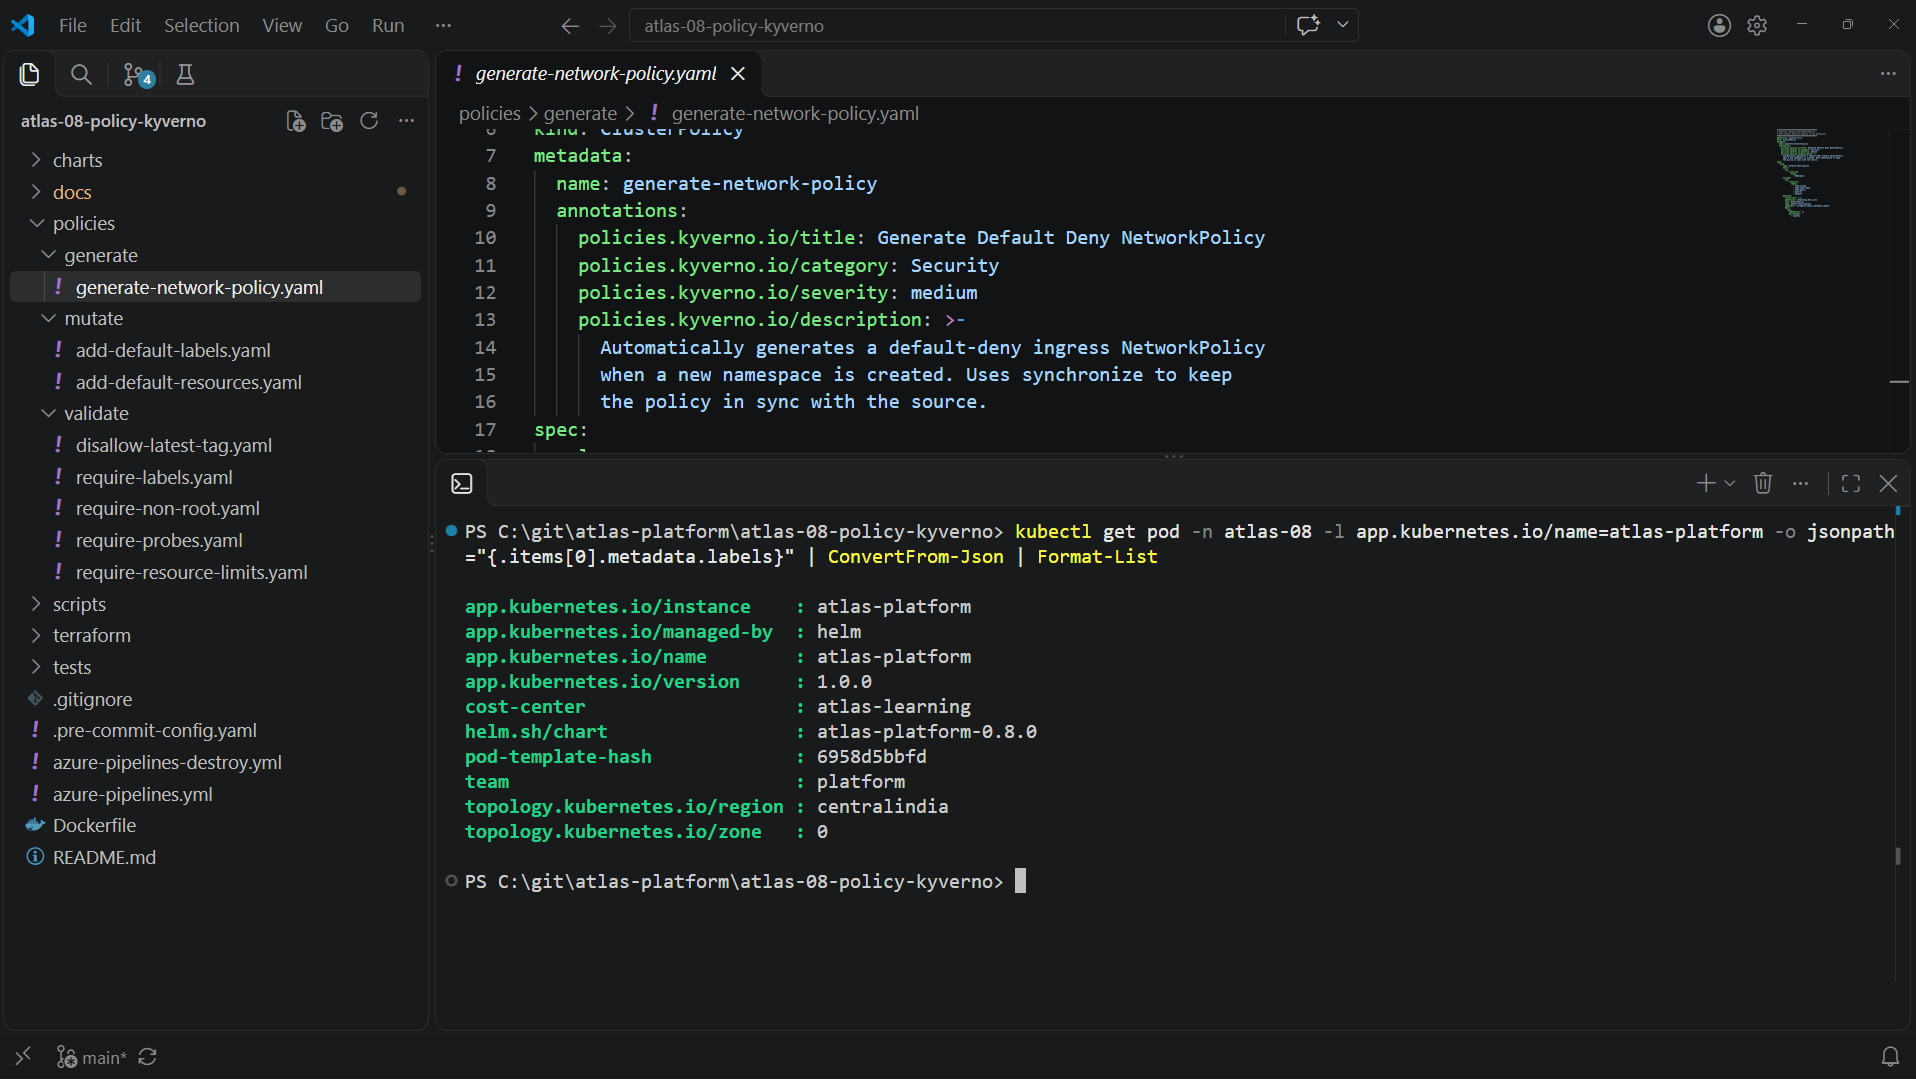 File Edit Selection View Go Run ···
atlas-08-policy-kyverno
4
atlas-08-policy-kyverno
charts
docs
policies
generate
! generate-network-policy.yaml
mutate
! add-default-labels.yaml
! add-default-resources.yaml
validate
! disallow-latest-tag.yaml
! require-labels.yaml
! require-non-root.yaml
! require-probes.yaml
! require-resource-limits.yaml
scripts
terraform
tests
.gitignore
! .pre-commit-config.yaml
! azure-pipelines-destroy.yml
! azure-pipelines.yml
Dockerfile
README.md
! generate-network-policy.yaml
policies > generate > ! generate-network-policy.yaml
6 kind: ClusterPolicy
7 metadata:
8 name: generate-network-policy
9 annotations:
10 policies.kyverno.io/title: Generate Default Deny NetworkPolicy
11 policies.kyverno.io/category: Security
12 policies.kyverno.io/severity: medium
13 policies.kyverno.io/description: >-
14 Automatically generates a default-deny ingress NetworkPolicy
15 when a new namespace is created. Uses synchronize to keep
16 the policy in sync with the source.
17 spec:
PS C:\git\atlas-platform\atlas-08-policy-kyverno> kubectl get pod -n atlas-08 -l app.kubernetes.io/name=atlas-platform -o jsonpath
="{.items[0].metadata.labels}" | ConvertFrom-Json | Format-List
app.kubernetes.io/instance : atlas-platform
app.kubernetes.io/managed-by : helm
app.kubernetes.io/name : atlas-platform
app.kubernetes.io/version : 1.0.0
cost-center : atlas-learning
helm.sh/chart : atlas-platform-0.8.0
pod-template-hash : 6958d5bbfd
team : platform
topology.kubernetes.io/region : centralindia
topology.kubernetes.io/zone : 0
PS C:\git\atlas-platform\atlas-08-policy-kyverno>
main*